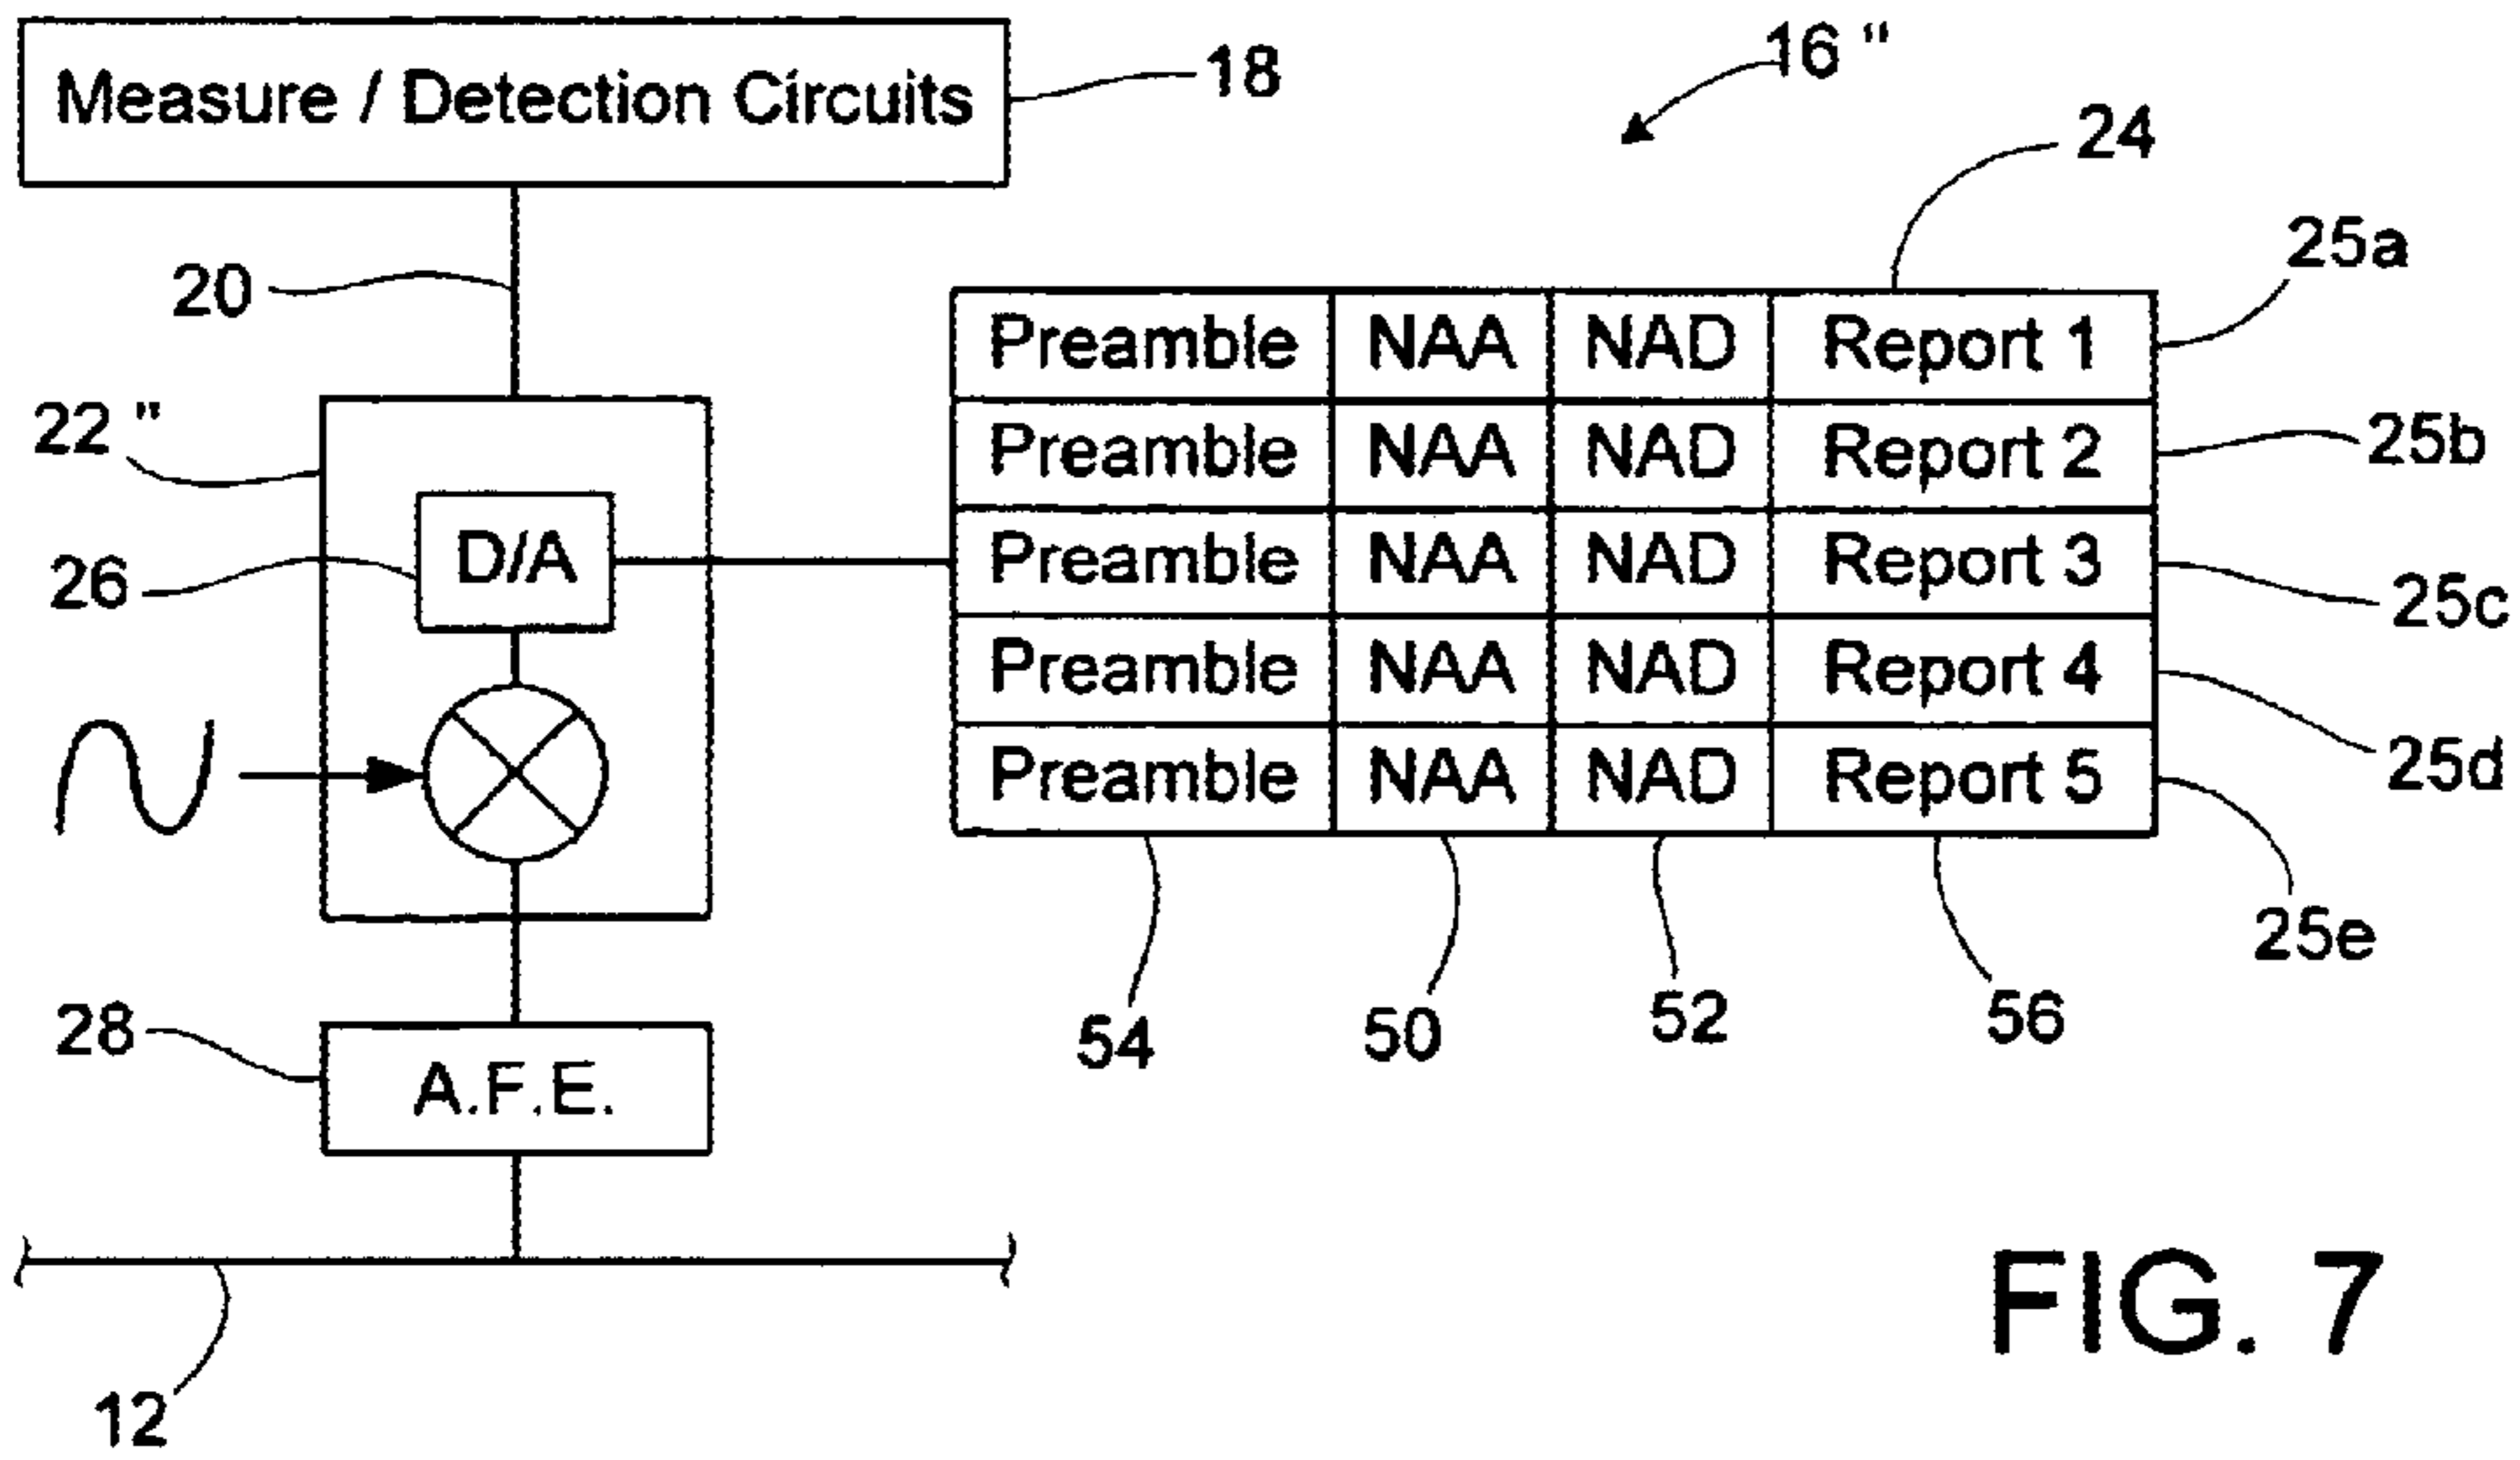 Measure / Detection Circuits
18
16 "
24
20
25a
Preamble NAA NAD Report 1
22 "
25b
Preamble NAA NAD Report 2
26
D/A
Preamble NAA NAD Report 3
25c
Preamble NAA NAD Report 4
25d
Preamble NAA NAD Report 5
25e
54
50
52
56
28
A.F.E.
12
FIG. 7